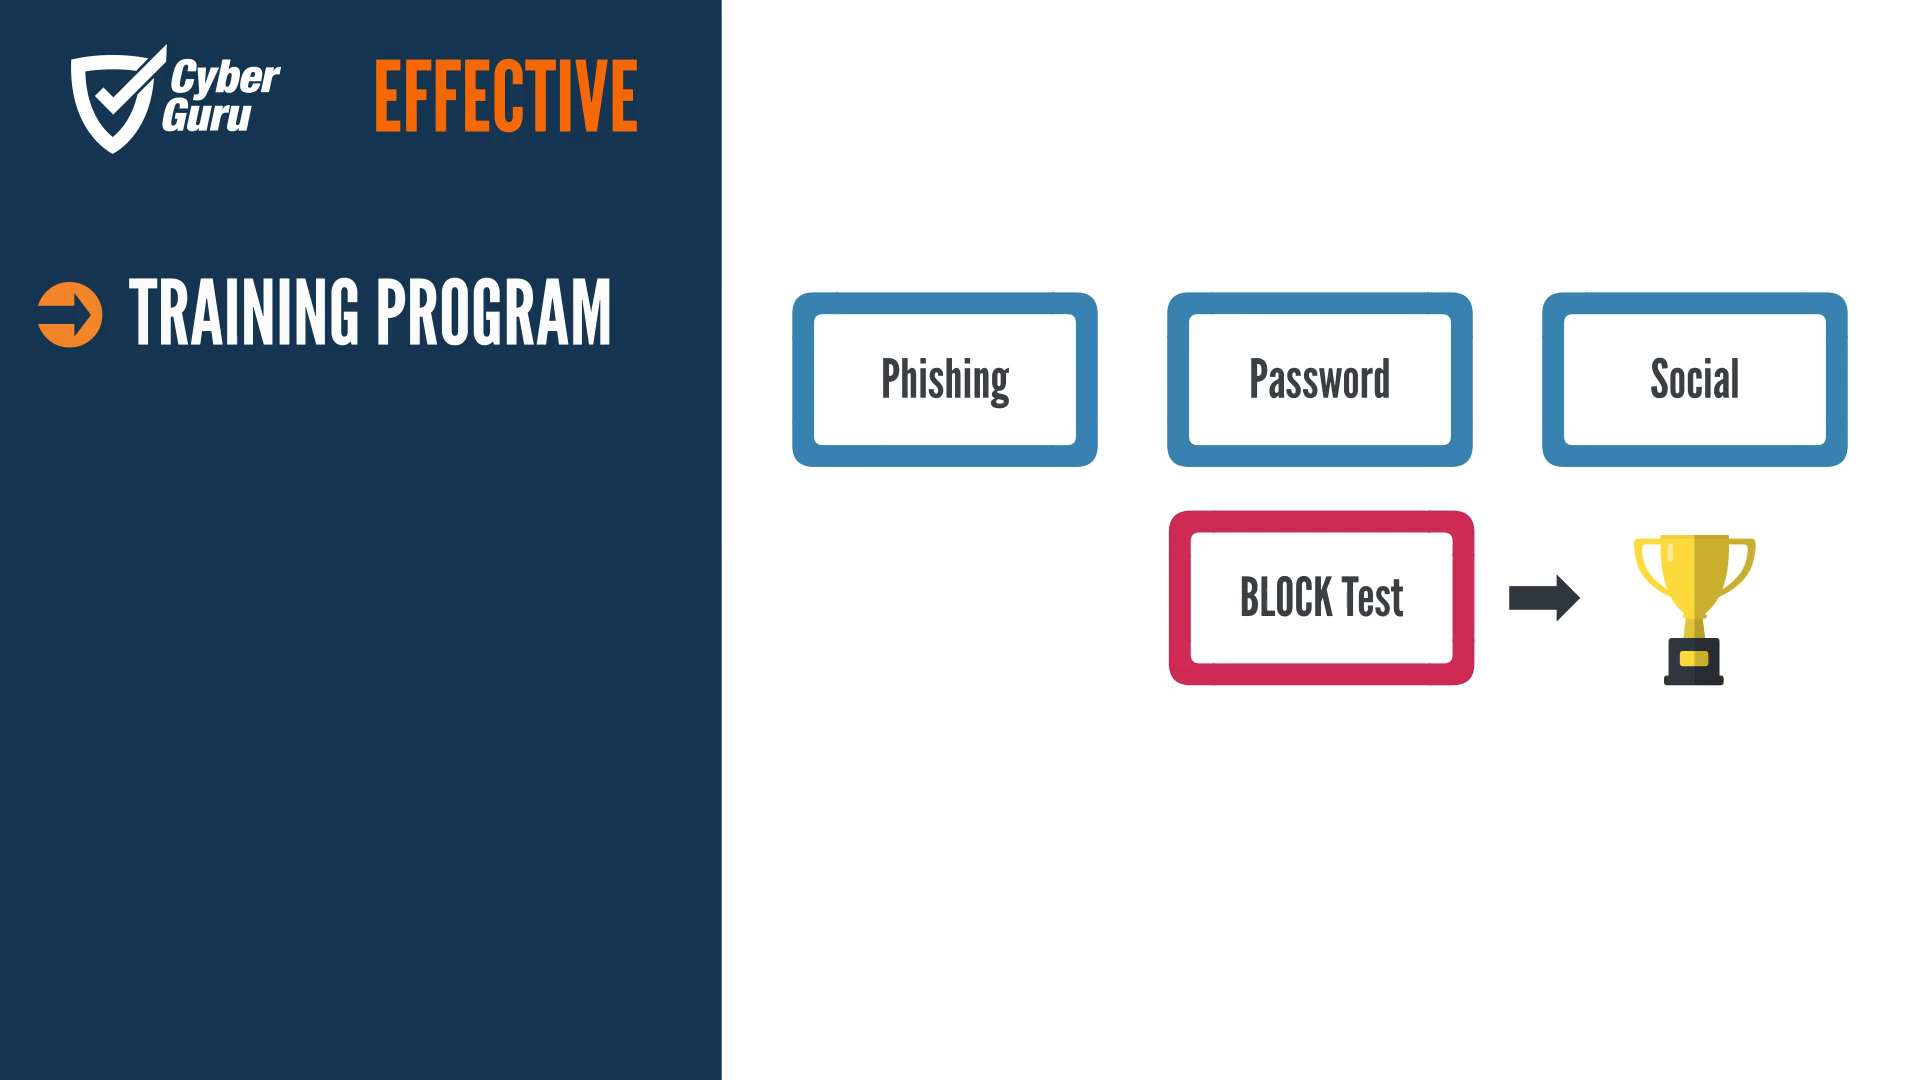 Cyber
Guru
EFFECTIVE
TRAINING PROGRAM
Phishing
Password
Social
BLOCK Test